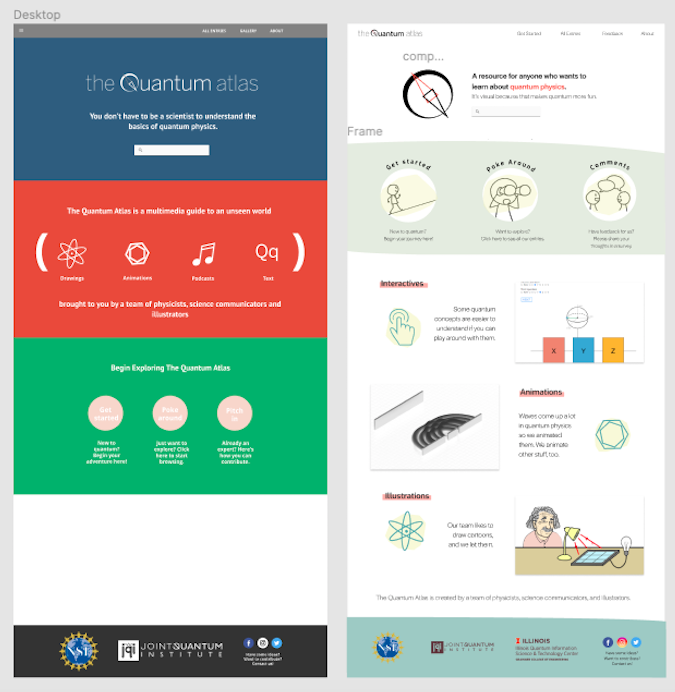 Desktop
ALL ENTRIES GALLERY ABOUT
the Quantum atlas
You don't have to be a scientist to understand the
basics of quantum physics.
The Quantum Atlas is a multimedia guide to an unseen world
Qq
Drawings Animations Podcasts Text
brought to you by a team of physicists, science communicators and
illustrators
Begin Exploring The Quantum Atlas
Get
started
Poke
around
Pitch
in
New to
quantum?
Begin your
adventure here!
Just want to
explore? Click
here to start
browsing.
Already an
expert? Here's
how you can
contribute.
NSF
jqi JOINT QUANTUM
INSTITUTE
Have some ideas?
Want to contribute?
Contact us!
the Quantum atlas
Get Started All Entries Feedback About
comp...
A resource for anyone who wants to
learn about quantum physics.
It's visual because that makes quantum more fun.
Frame
Get started
Poke Around
Comments
New to quantum?
Begin your journey here!
Want to explore?
Click here to see all our entries
Have feedback for us?
Please share your
thoughts in a survey
Interactives
Some quantum
concepts are easier to
understand if you can
play around with them.
X Y Z
Animations
Waves come up a lot
in quantum physics
so we animated
them. We animate
other stuff, too.
Illustrations
Our team likes to
draw cartoons,
and we let them.
The Quantum Atlas is created by a team of physicists, science communicators, and illustrators.
NSF
jqi JOINT QUANTUM
INSTITUTE
I ILLINOIS
Illinois Quantum Information
Science & Technology Center
Have some ideas?
Want to contribute?
Contact us!